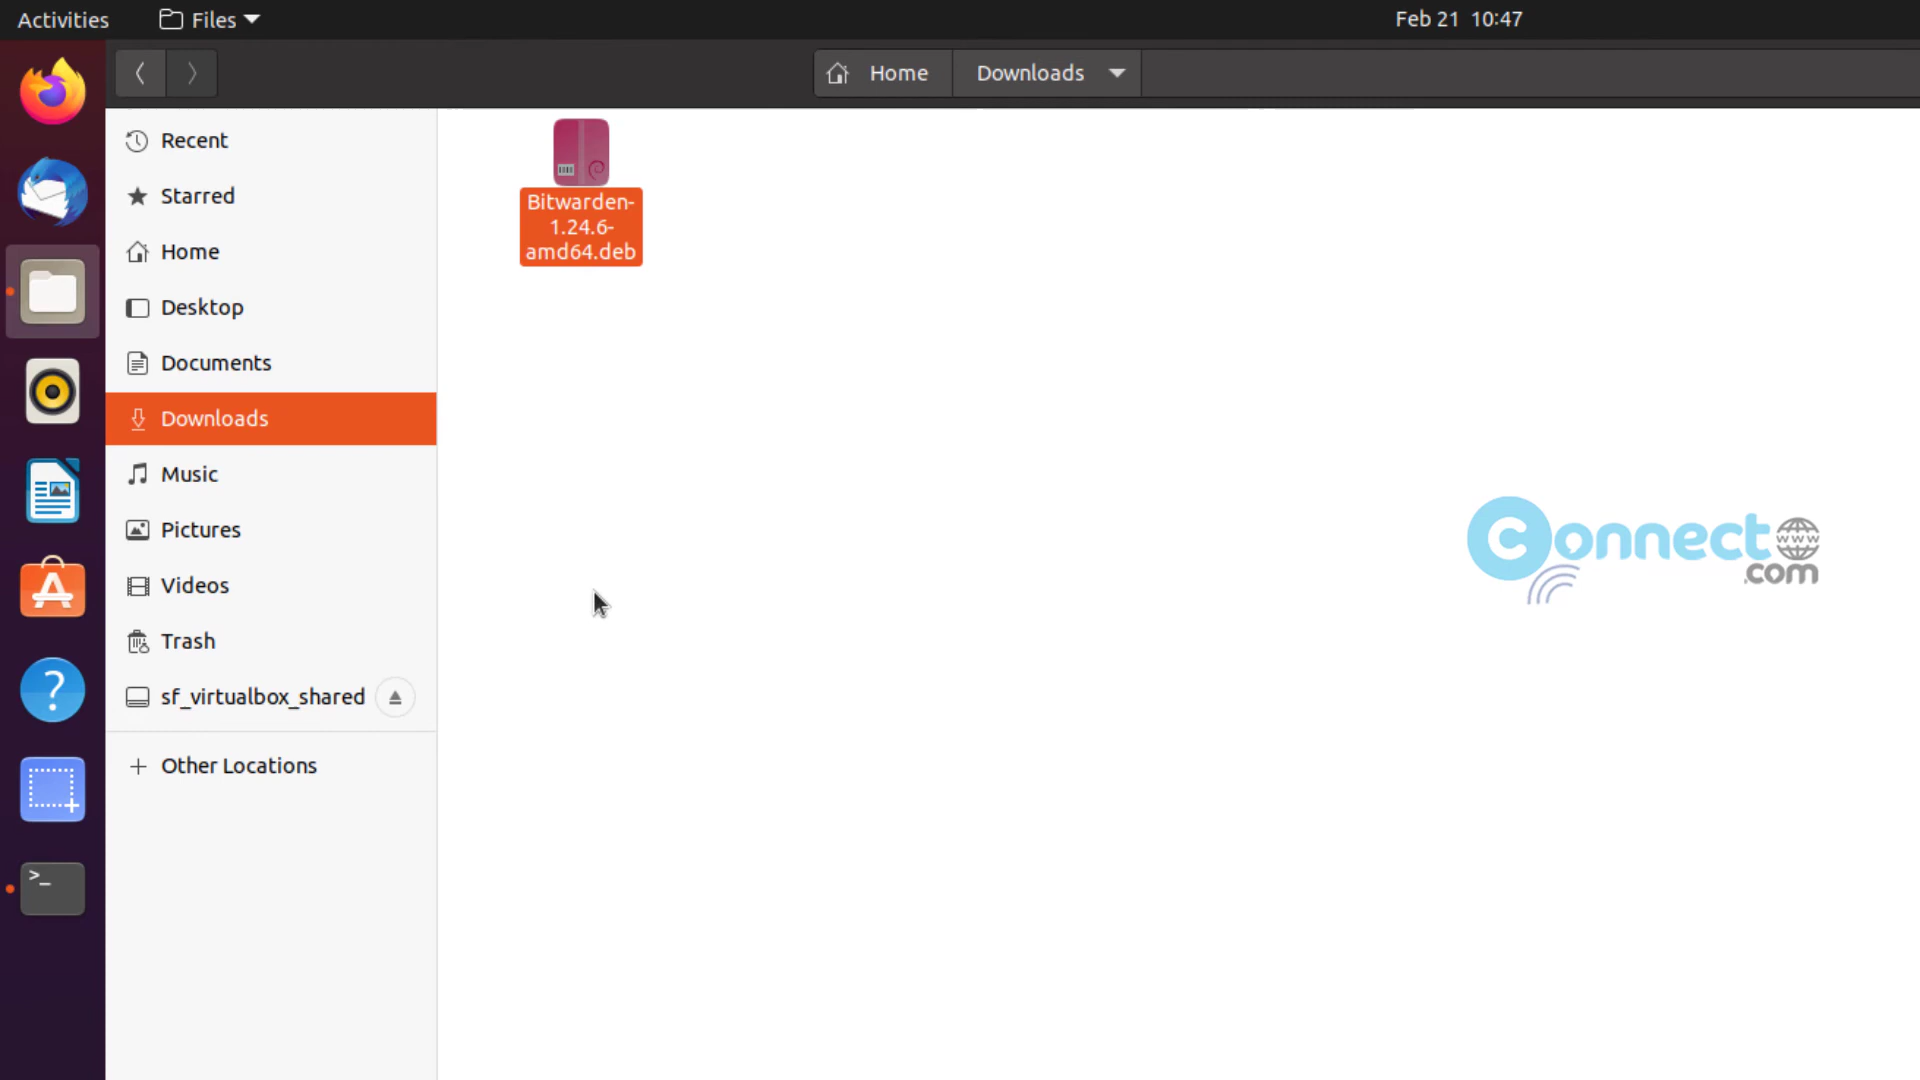 Activities
Files
Feb 21 10:47
Home
Downloads
Recent
Starred
Home
Desktop
Documents
Downloads
Music
Pictures
Videos
Trash
sf_virtualbox_shared
Other Locations
Bitwarden-
1.24.6-
amd64.deb
Connect
www
.com
?
>_